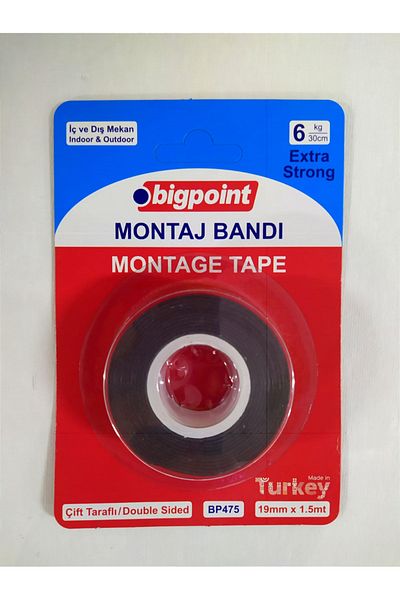 İç ve Dış Mekan
Indoor & Outdoor
6 kg
30cm
Extra
Strong
bigpoint
MONTAJ BANDI
MONTAGE TAPE
Made in
Turkey
Çift Taraflı/Double Sided
BP475
19mm x 1.5mt